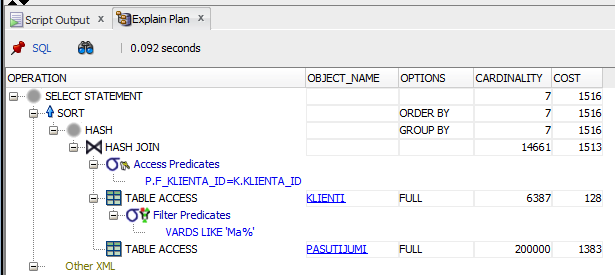 Script Output x Explain Plan x
SQL 0.092 seconds
OPERATION OBJECT_NAME OPTIONS CARDINALITY COST
SELECT STATEMENT 7 1516
SORT ORDER BY 7 1516
HASH GROUP BY 7 1516
HASH JOIN 14661 1513
Access Predicates
P.F_KLIENTA_ID=K.KLIENTA_ID
TABLE ACCESS KLIENTI FULL 6387 128
Filter Predicates
VARDS LIKE 'Ma%'
TABLE ACCESS PASUTIJUMI FULL 200000 1383
Other XML